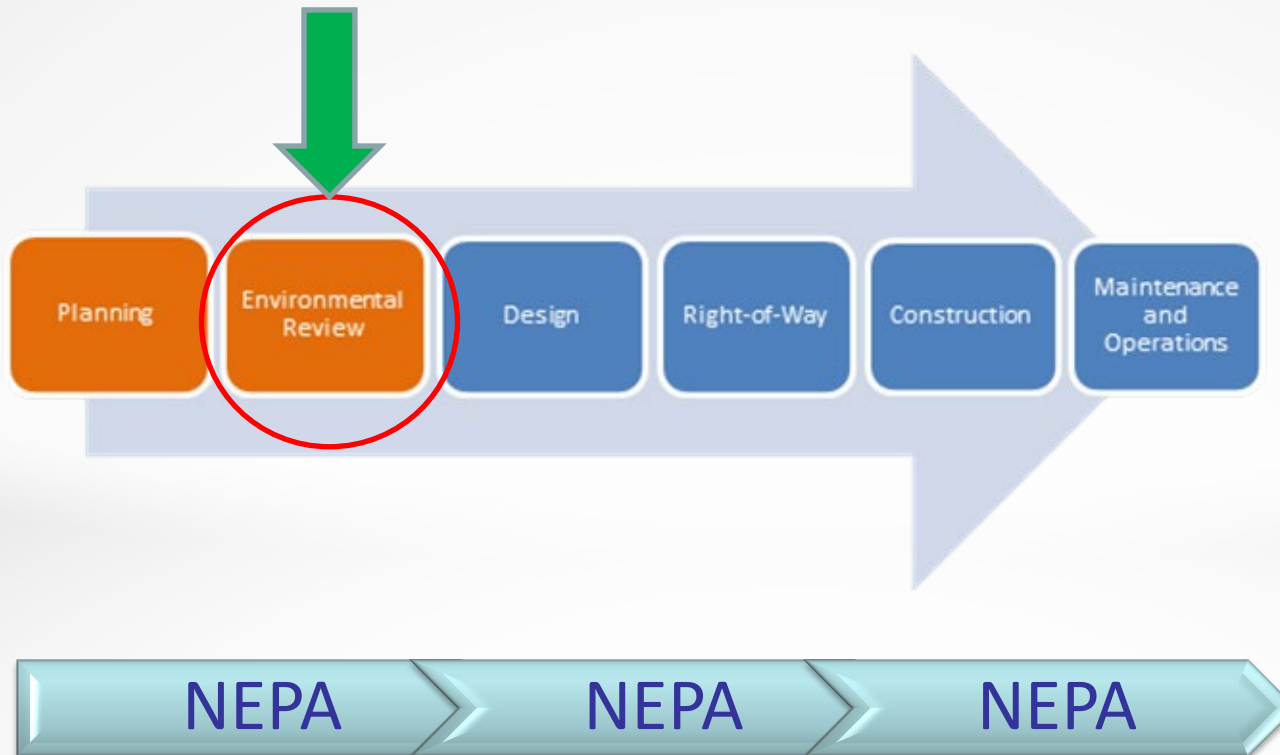 Planning
Environmental
Review
Design
Right-of-Way
Construction
Maintenance
and
Operations
NEPA
NEPA
NEPA